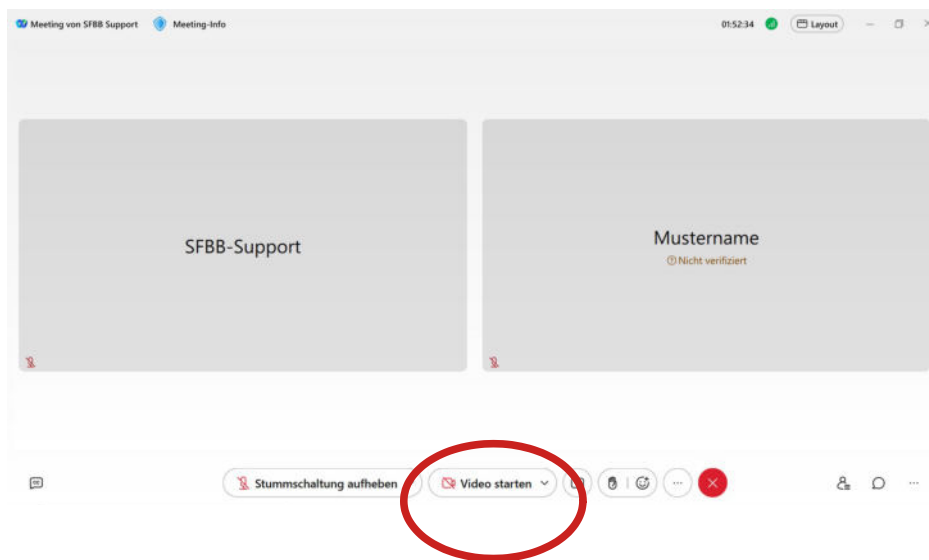 Meeting von SFBB Support Meeting-Info 01:52:34 Layout
SFBB-Support
Mustername
Nicht verifiziert
Stummschaltung aufheben Video starten